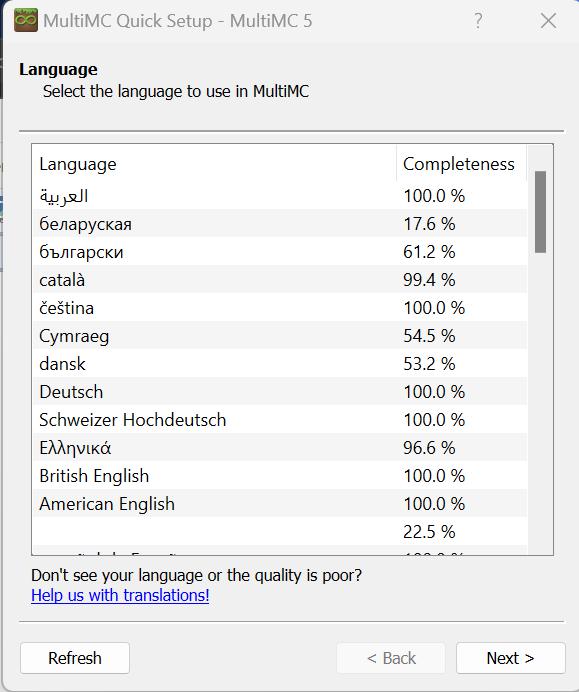 MultiMC Quick Setup - MultiMC 5
Language
Select the language to use in MultiMC
Language Completeness
العربية 100.0 %
беларуская 17.6 %
български 61.2 %
català 99.4 %
čeština 100.0 %
Cymraeg 54.5 %
dansk 53.2 %
Deutsch 100.0 %
Schweizer Hochdeutsch 100.0 %
Ελληνικά 96.6 %
British English 100.0 %
American English 100.0 %
22.5 %
Don't see your language or the quality is poor?
Help us with translations!
Refresh < Back Next >